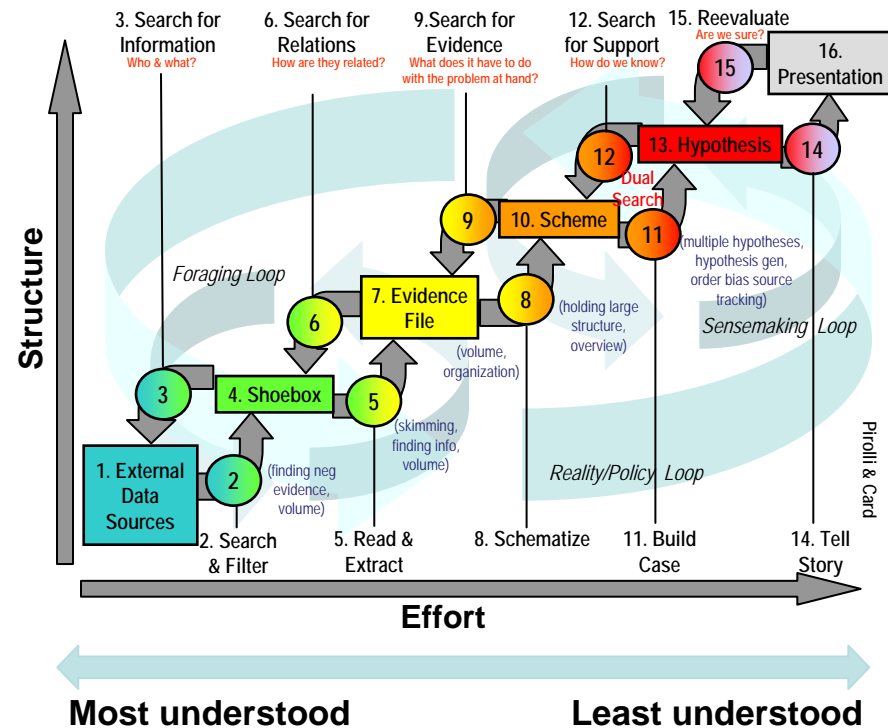 3. Search for
Information
Who & what?
6. Search for
Relations
How are they related?
9.Search for
Evidence
What does it have to do
with the problem at hand?
12. Search
for Support
How do we know?
15. Reevaluate
Are we sure?
16.
Presentation
15
14
13. Hypothesis
12
Dual
Search
11
10. Scheme
9
(multiple hypotheses,
hypothesis gen,
order bias source
tracking)
Foraging Loop
7. Evidence
File
8
(holding large
structure,
overview)
Sensemaking Loop
6
(volume,
organization)
3
4. Shoebox
5
(skimming,
finding info,
volume)
1. External
Data
Sources
2
(finding neg
evidence,
volume)
Reality/Policy Loop
Pirolli & Card
2. Search
& Filter
5. Read &
Extract
8. Schematize
11. Build
Case
14. Tell
Story
Structure
Effort
Most understood
Least understood